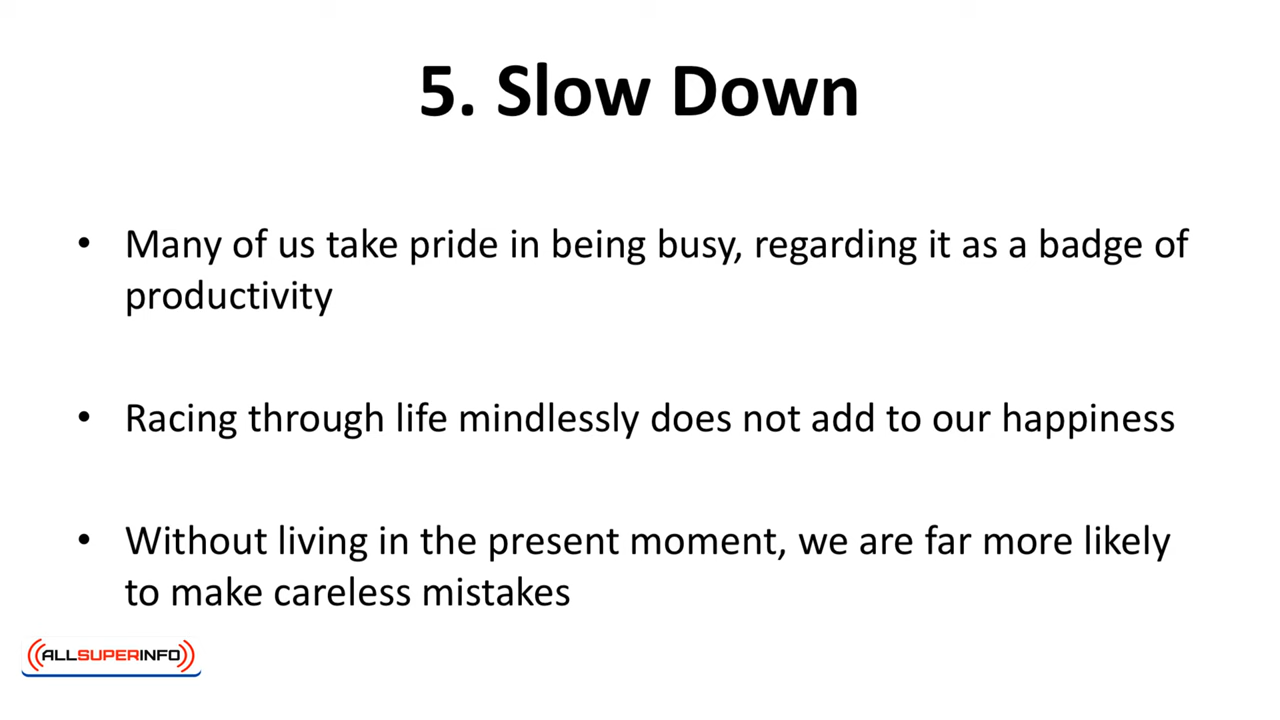 5. Slow Down
• Many of us take pride in being busy, regarding it as a badge of
productivity
• Racing through life mindlessly does not add to our happiness
• Without living in the present moment, we are far more likely
to make careless mistakes
((ALLSUPERINFO))